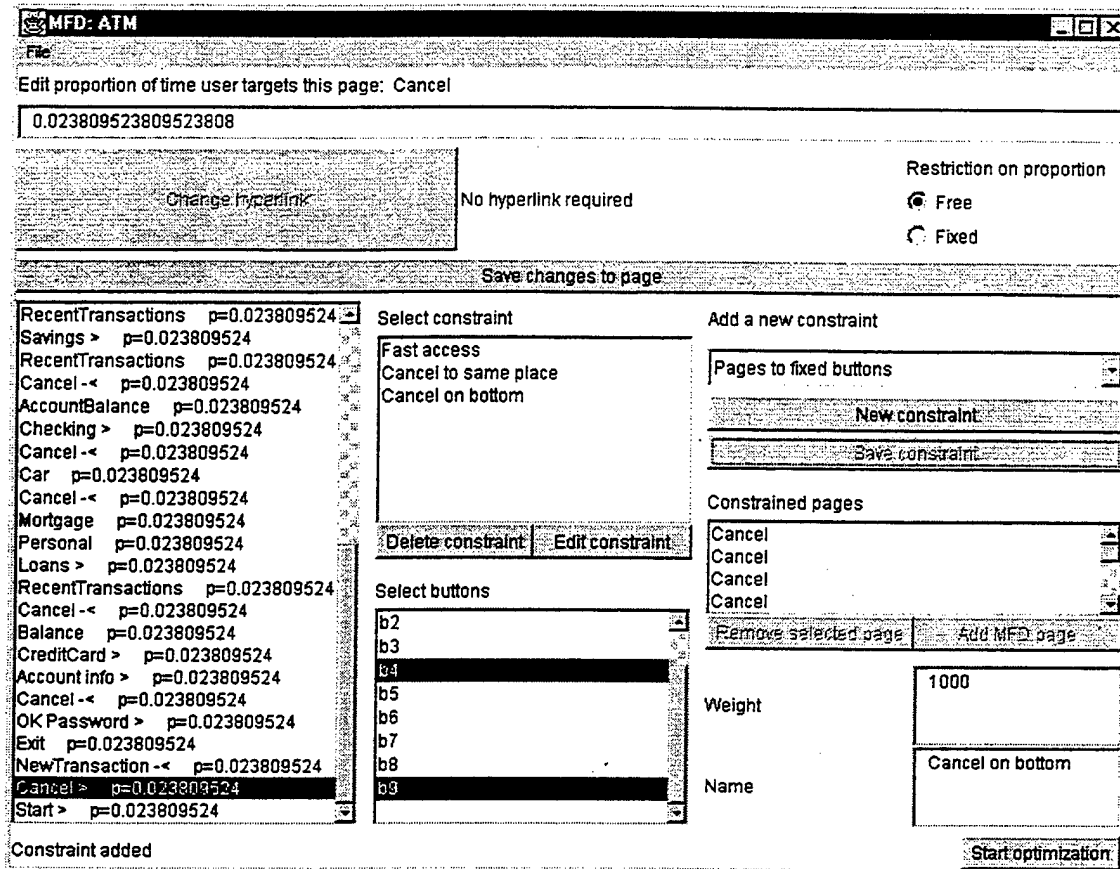 MFD: ATM
File
Edit proportion of time user targets this page: Cancel
0.023809523809523808
Change hyperlink
No hyperlink required
Restriction on proportion
Free
Fixed
Save changes to page
RecentTransactions p=0.023809524
Savings > p=0.023809524
RecentTransactions p=0.023809524
Cancel -< p=0.023809524
AccountBalance p=0.023809524
Checking > p=0.023809524
Cancel -< p=0.023809524
Car p=0.023809524
Cancel -< p=0.023809524
Mortgage p=0.023809524
Personal p=0.023809524
Loans > p=0.023809524
RecentTransactions p=0.023809524
Cancel -< p=0.023809524
Balance p=0.023809524
CreditCard > p=0.023809524
Account info > p=0.023809524
Cancel -< p=0.023809524
OK Password > p=0.023809524
Exit p=0.023809524
NewTransaction -< p=0.023809524
Cancel > p=0.023809524
Start > p=0.023809524
Select constraint
Fast access
Cancel to same place
Cancel on bottom
Delete constraint
Edit constraint
Select buttons
b2
b3
b4
b5
b6
b7
b8
b9
Add a new constraint
Pages to fixed buttons
New constraint
Save constraint
Constrained pages
Cancel
Cancel
Cancel
Cancel
Remove selected page
Add MFD page
Weight
1000
Name
Cancel on bottom
Constraint added
Start optimization